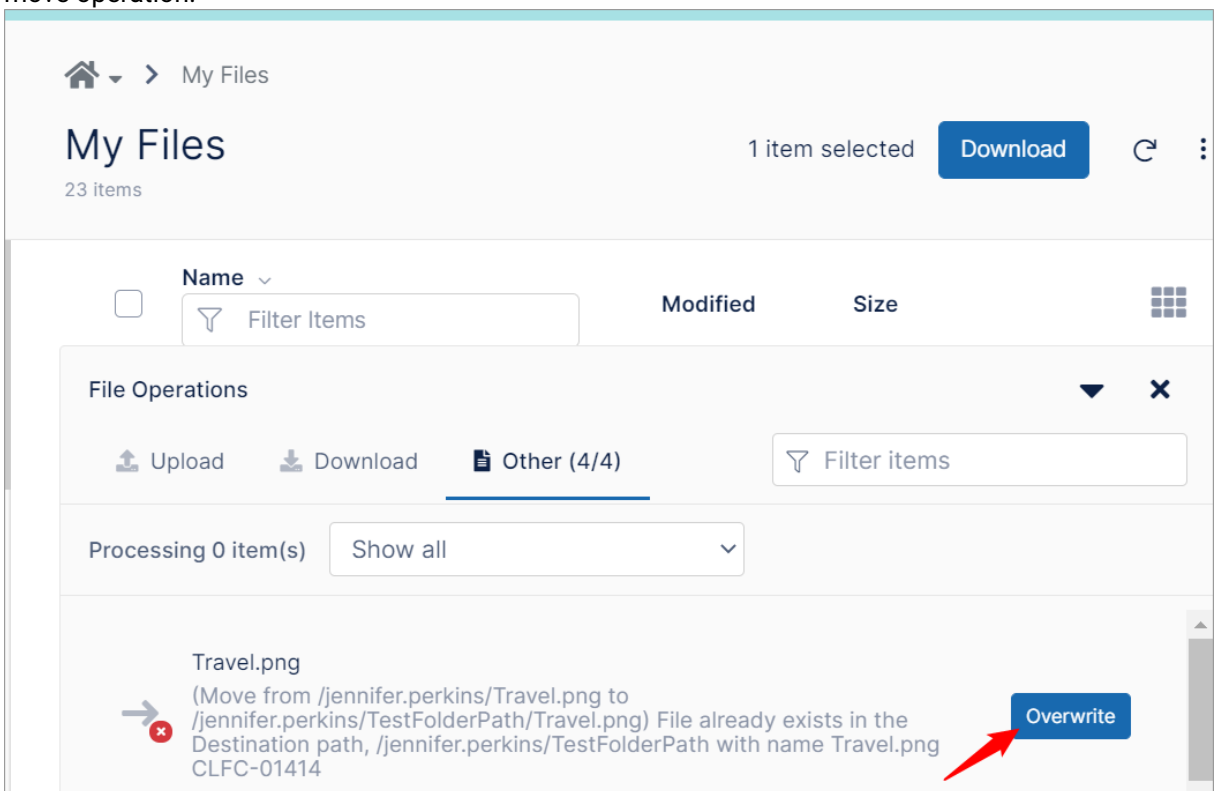 move operation.
My Files
My Files
1 item selected
Download
23 items
Name
Filter Items
Modified
Size
File Operations
Upload
Download
Other (4/4)
Filter items
Processing 0 item(s)
Show all
Travel.png
(Move from /jennifer.perkins/Travel.png to
/jennifer.perkins/TestFolderPath/Travel.png) File already exists in the
Destination path, /jennifer.perkins/TestFolderPath with name Travel.png
CLFC-01414
Overwrite